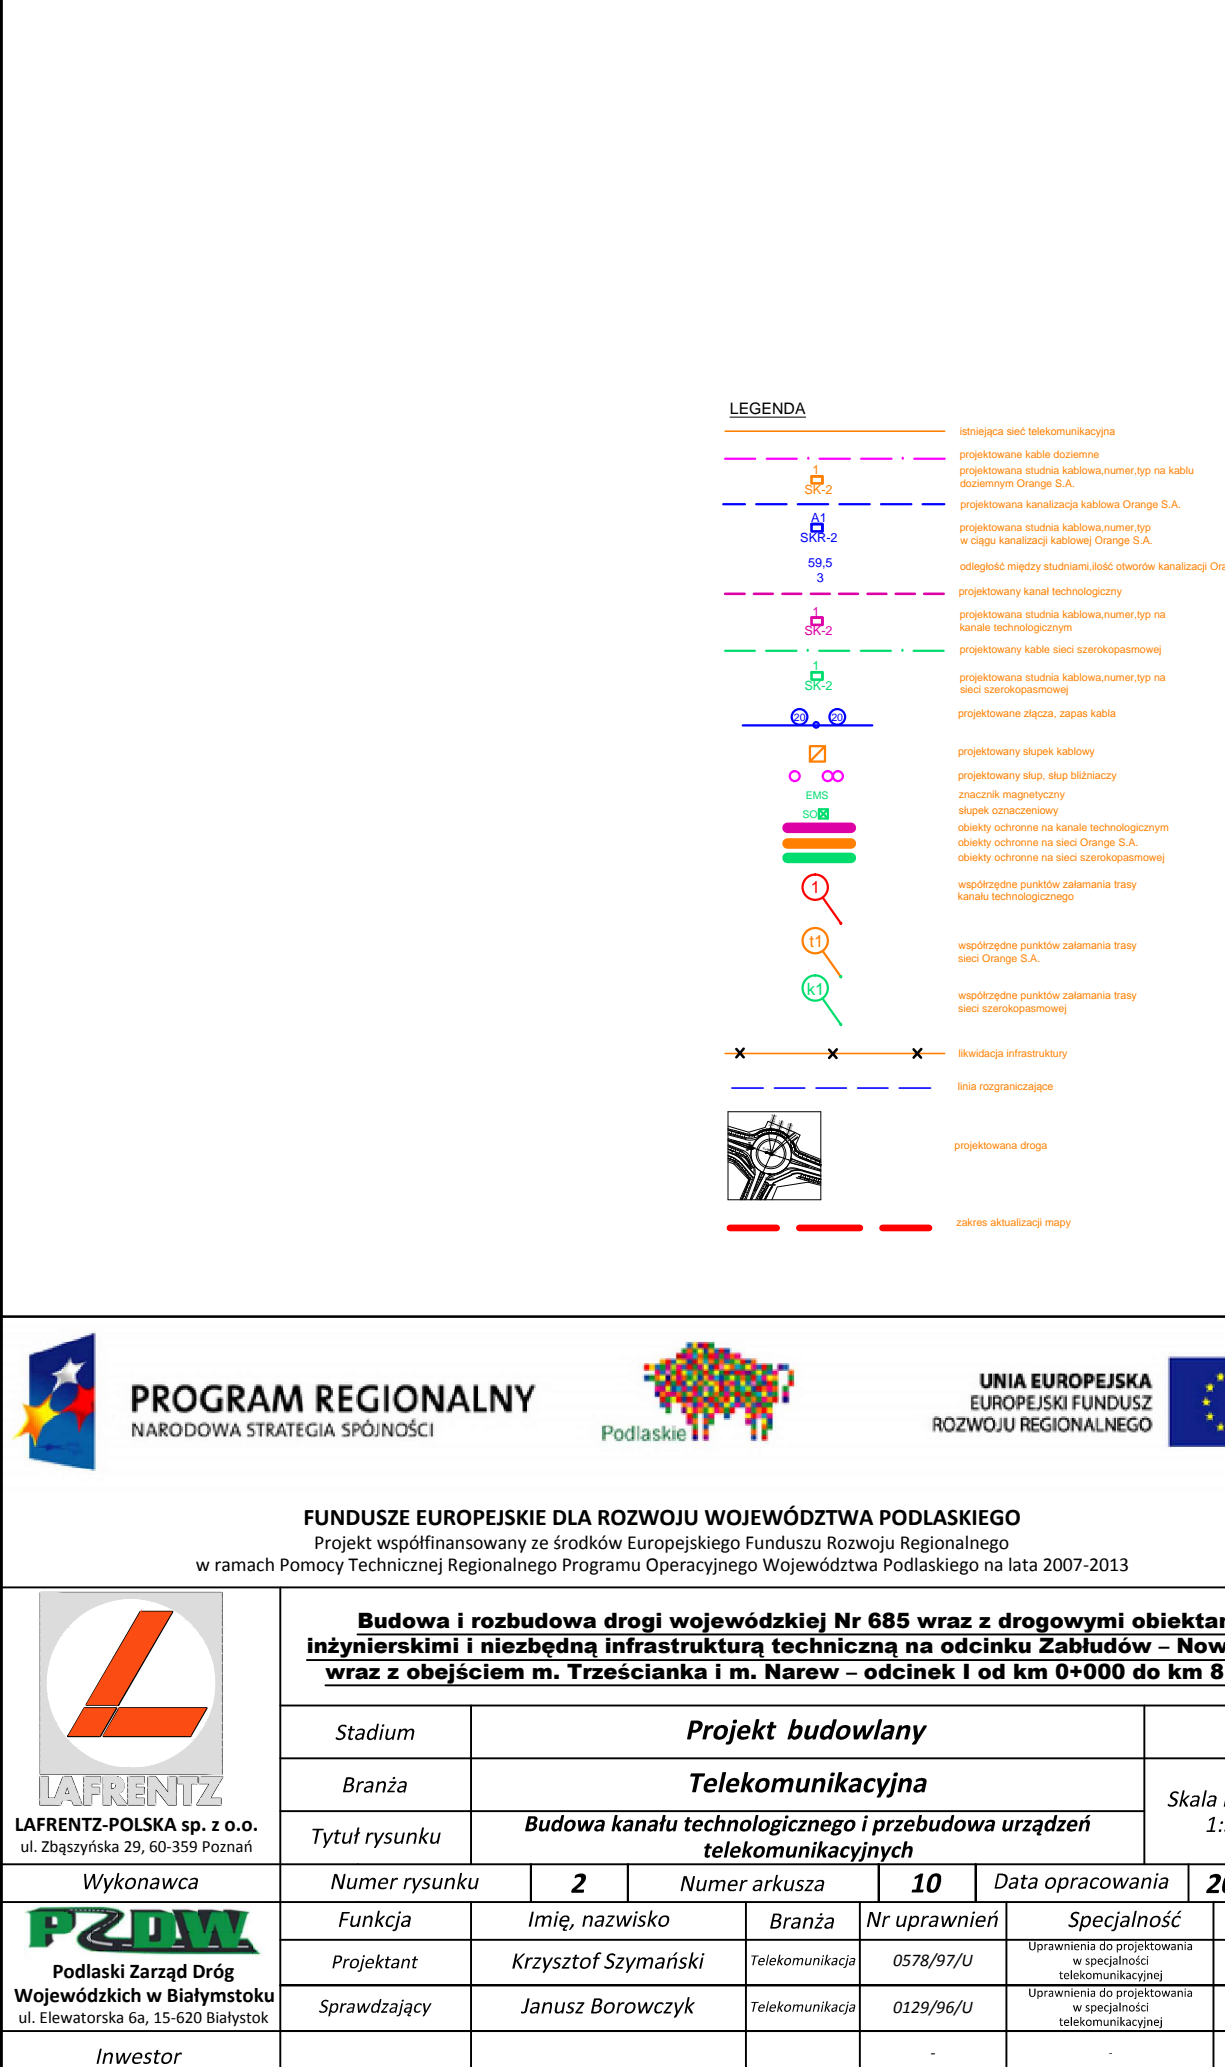 LEGENDA
istniejąca sieć telekomunikacyjna
projektowane kable doziemne
1
SK-2
projektowana studnia kablowa,numer,typ na kablu
doziemnym Orange S.A.
projektowana kanalizacja kablowa Orange S.A.
A1
SKR-2
projektowana studnia kablowa,numer,typ
w ciągu kanalizacji kablowej Orange S.A.
59,5
3
odległość między studniami,ilość otworów kanalizacji
projektowany kanał technologiczny
1
SK-2
projektowana studnia kablowa,numer,typ na
kanale technologicznym
projektowany kable sieci szerokopasmowej
1
SK-2
projektowana studnia kablowa,numer,typ na
sieci szerokopasmowej
20 20
projektowane złącza, zapas kabla
projektowany słupek kablowy
projektowany słup, słup bliźniaczy
EMS
znacznik magnetyczny
SO
słupek oznaczeniowy
obiekty ochronne na kanale technologicznym
obiekty ochronne na sieci Orange S.A.
obiekty ochronne na sieci szerokopasmowej
1
współrzędne punktów załamania trasy
kanału technologicznego
t1
współrzędne punktów załamania trasy
sieci Orange S.A.
k1
współrzędne punktów załamania trasy
sieci szerokopasmowej
likwidacja infrastruktury
linia rozgraniczające
projektowana droga
zakres aktualizacji mapy
PROGRAM REGIONALNY
NARODOWA STRATEGIA SPÓJNOŚCI
Podlaskie
UNIA EUROPEJSKA
EUROPEJSKI FUNDUSZ
ROZWOJU REGIONALNEGO
FUNDUSZE EUROPEJSKIE DLA ROZWOJU WOJEWÓDZTWA PODLASKIEGO
Projekt współfinansowany ze środków Europejskiego Funduszu Rozwoju Regionalnego
w ramach Pomocy Technicznej Regionalnego Programu Operacyjnego Województwa Podlaskiego na lata 2007-2013
LAFRENTZ
LAFRENTZ-POLSKA sp. z o.o.
ul. Zbąszyńska 29, 60-359 Poznań
Wykonawca
Budowa i rozbudowa drogi wojewódzkiej Nr 685 wraz z drogowymi
inżynierskimi i niezbędną infrastrukturą techniczną na odcinku Zabłudów –
wraz z obejściem m. Trześcianka i m. Narew – odcinek I od km 0+000 do km
Stadium
Projekt budowlany
Branża
Telekomunikacyjna
Skala
Tytuł rysunku
Budowa kanału technologicznego i przebudowa urządzeń
telekomunikacyjnych
Numer rysunku
2
Numer arkusza
10
Data opracowania
PZDW
Podlaski Zarząd Dróg
Wojewódzkich w Białymstoku
ul. Elewatorska 6a, 15-620 Białystok
Inwestor
Funkcja
Imię, nazwisko
Branża
Nr uprawnień
Specjalność
Projektant
Krzysztof Szymański
Telekomunikacja
0578/97/U
Uprawnienia do projektowania
w specjalności
telekomunikacyjnej
Sprawdzający
Janusz Borowczyk
Telekomunikacja
0129/96/U
Uprawnienia do projektowania
w specjalności
telekomunikacyjnej
-
-